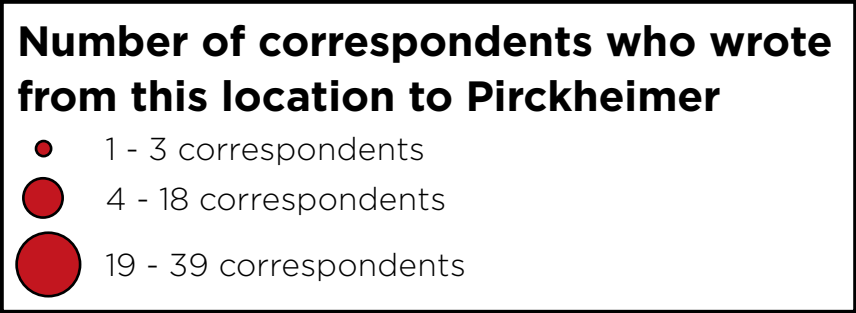 Number of correspondents who wrote
from this location to Pirckheimer
1 - 3 correspondents
4 - 18 correspondents
19 - 39 correspondents